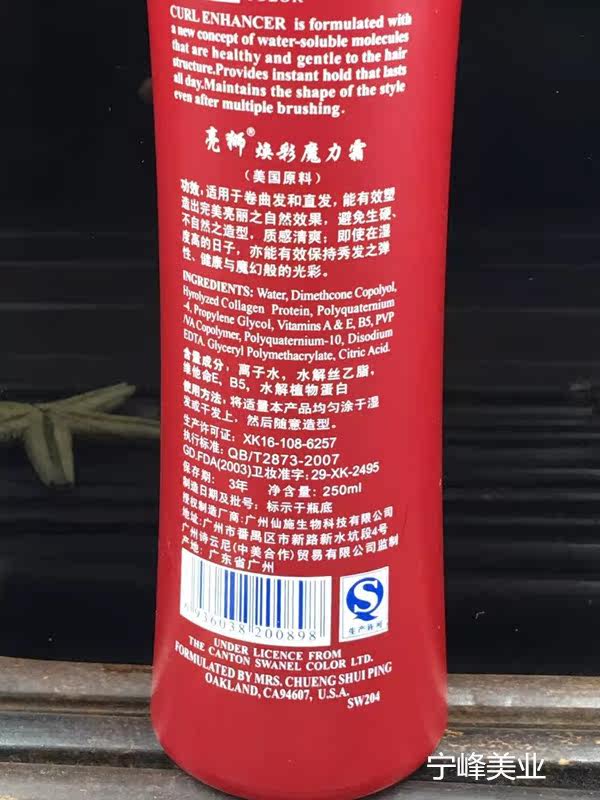 COLOR
CURL ENHANCER is formulated with
a new concept of water-soluble molecules
that are healthy and gentle to the hair
structure.Provides instant hold that lasts
all day.Maintains the shape of the style
even after multiple brushing.
亮狮® 焕彩魔力霜
（美国原料）
功效,适用于卷曲发和直发，能有效塑
造出完美亮丽之自然效果，避免生硬、
不自然之造型，质感清爽；即使在湿
度高的日子，亦能有效保持秀发之弹
性、健康与魔幻般的光彩。
INGREDIENTS: Water, Dimethcone Copolyol,
Hyrolyzed Collagen Protein, Polyquaternium
-4, Propylene Glycol, Vitamins A & E, B5, PVP
/VA Copolymer, Polyquaternium-10, Disodium
EDTA. Glyceryl Polymethacrylate, Citric Acid.
含量成分，离子水，水解丝乙脂，
维他命E，B5，水解植物蛋白
使用方法：将适量本产品均匀涂于湿
发或干发上，然后随意造型。
生产许可证：XK16-108-6257
执行标准：QB/T2873-2007
GD.FDA(2003)卫妆准字：29-XK-2495
保存期：3年 净含量：250ml
制造日期及批号：标示于瓶底
授权制造厂商：广州仙施生物科技有限公司
地址：广州市番禺区市新路新水坑段4号
广州诗云尼(中美合作)贸易有限公司监制
产地：广东省广州
6 936038 200898
生产许可
UNDER LICENCE FROM
THE CANTON SWANEL COLOR LTD.
FORMULATED BY MRS. CHUENG SHUI PING
OAKLAND, CA94607, U.S.A.
SW204
宁峰美业